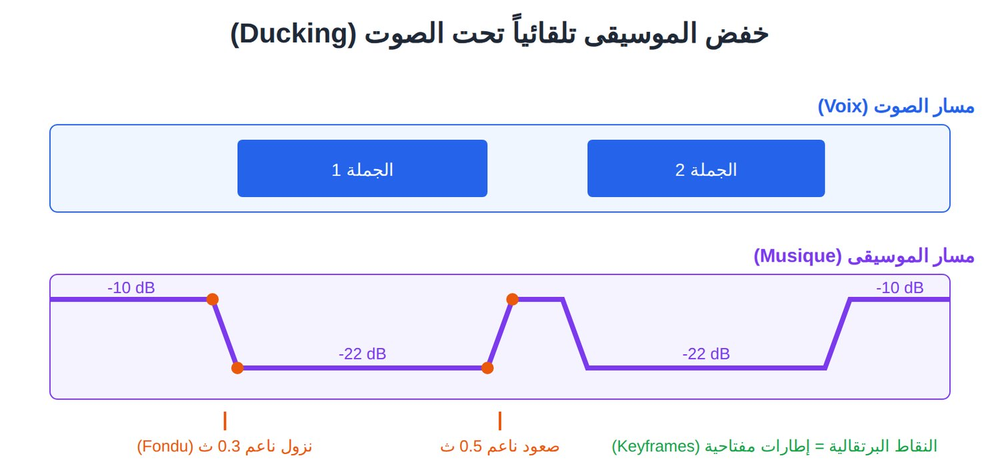 خفض الموسيقى تلقائياً تحت الصوت (Ducking)
مسار الصوت (Voix)
الجملة 1
الجملة 2
مسار الموسيقى (Musique)
-10 dB
-10 dB
-22 dB
-22 dB
نزول ناعم 0.3 ث (Fondu)
صعود ناعم 0.5 ث
النقاط البرتقالية = إطارات مفتاحية (Keyframes)